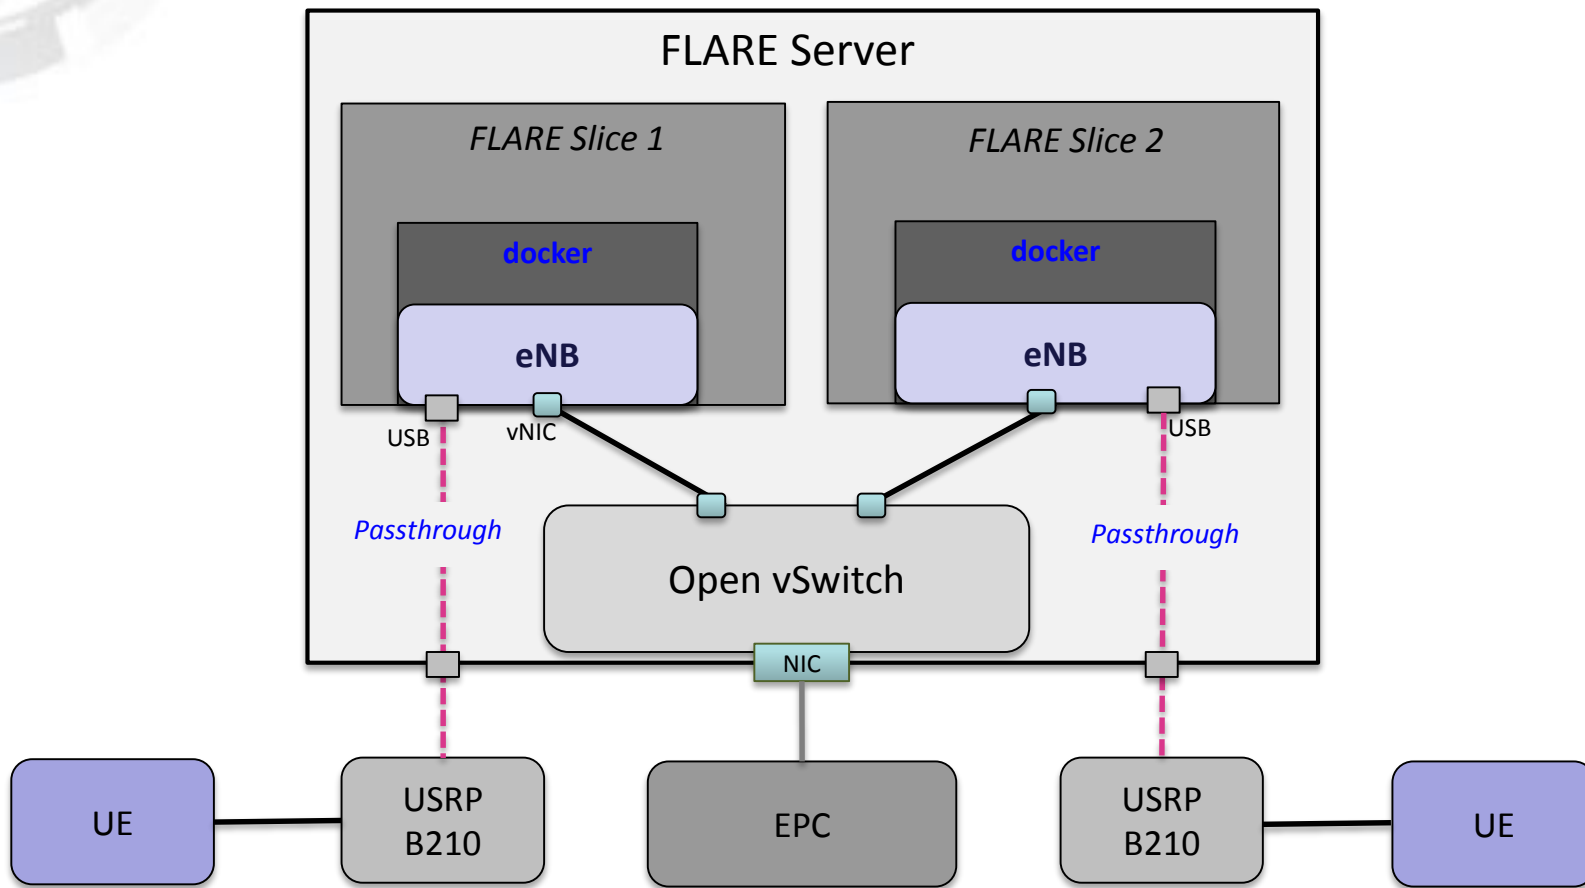 FLARE Server
FLARE Slice 1
FLARE Slice 2
docker
docker
eNB
eNB
USB
vNIC
USB
Passthrough
Passthrough
Open vSwitch
NIC
UE
USRP
B210
EPC
USRP
B210
UE